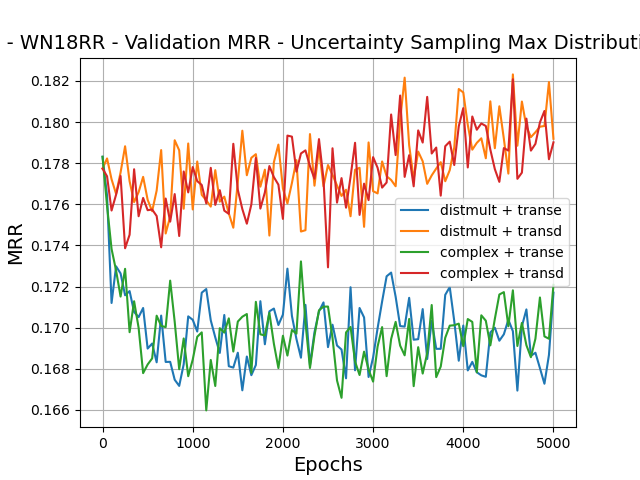 - WN18RR - Validation MRR - Uncertainty Sampling Max Distributi
0.182
0.180
0.178
0.176
0.174
0.172
0.170
0.168
0.166
MRR
distmult + transe
distmult + transd
complex + transe
complex + transd
0
1000
2000
3000
4000
5000
Epochs